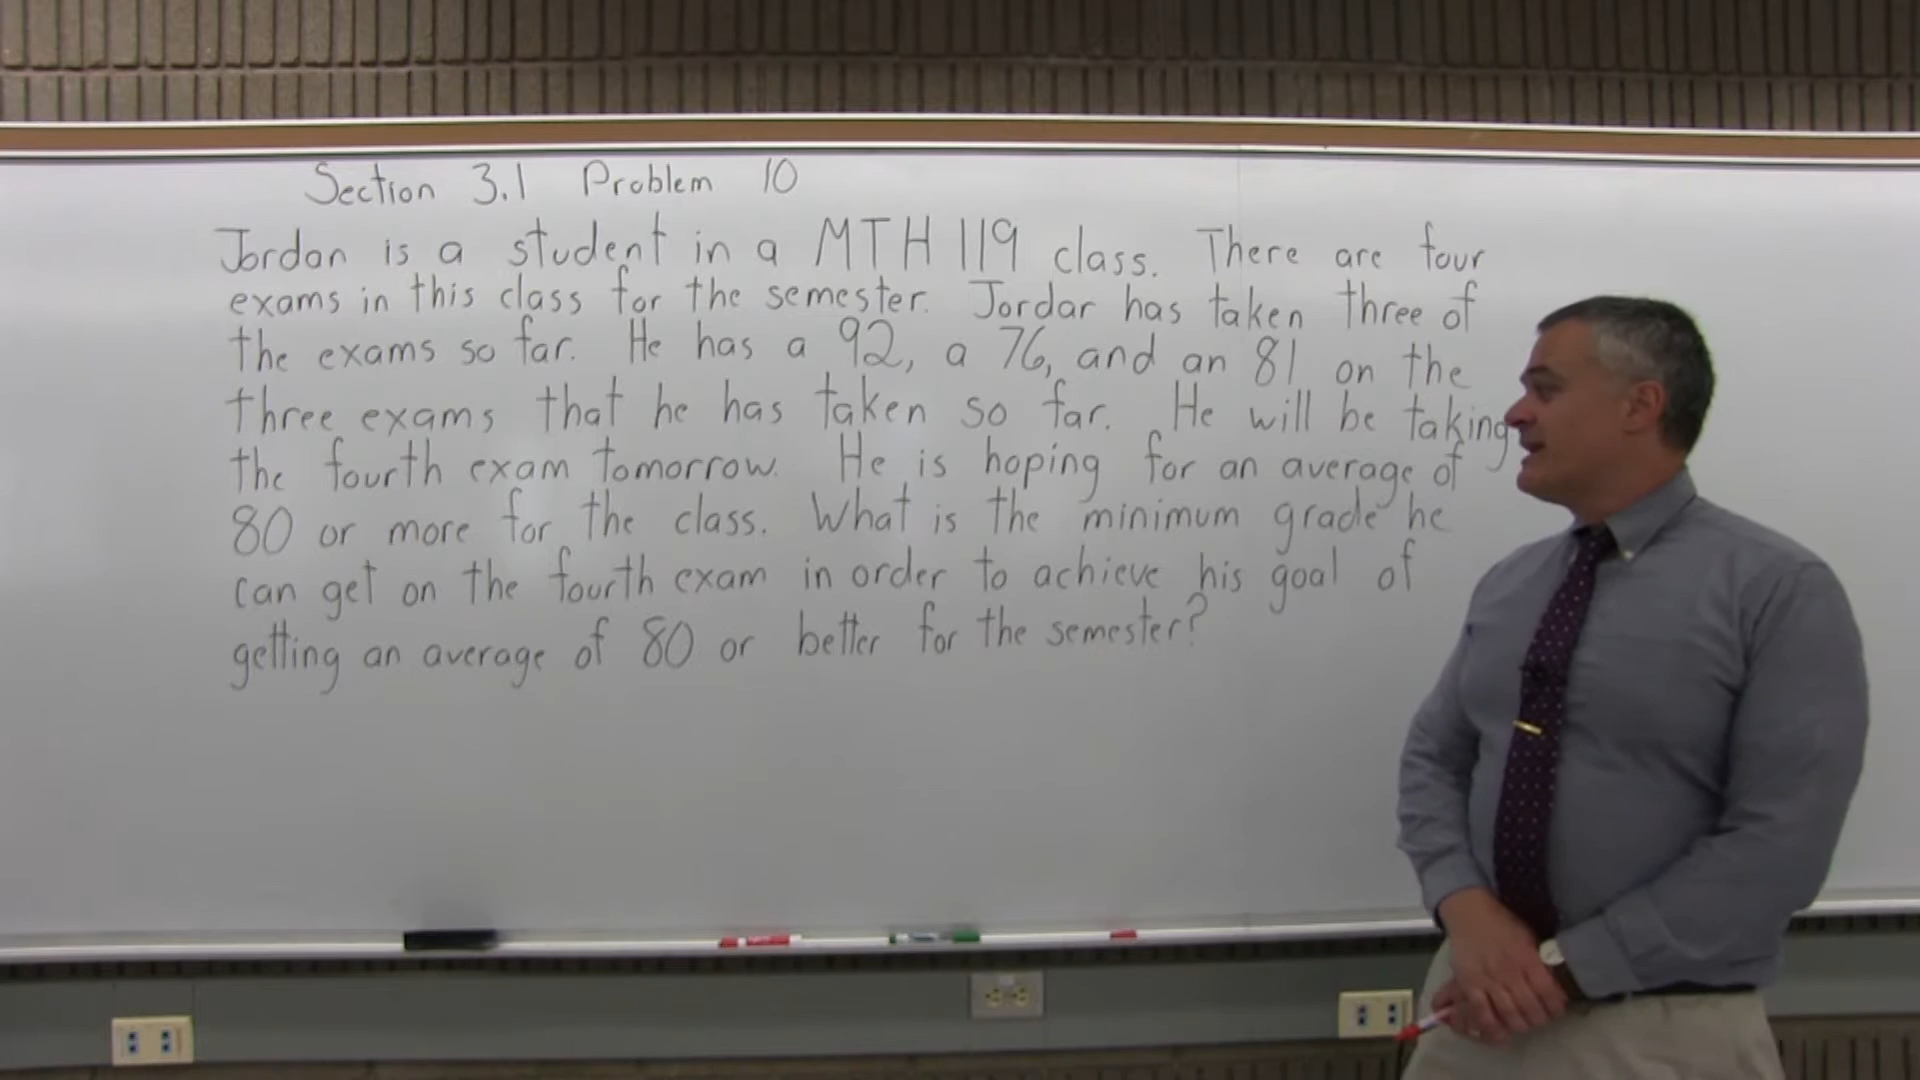 Section 3.1 Problem 10
Jordan is a student in a MTH 119 class. There are four
exams in this class for the semester. Jordan has taken three of
the exams so far. He has a 92, a 76, and an 81 on the
three exams that he has taken so far. He will be taking
the fourth exam tomorrow. He is hoping for an average of
80 or more for the class. What is the minimum grade he
can get on the fourth exam in order to achieve his goal of
getting an average of 80 or better for the semester?